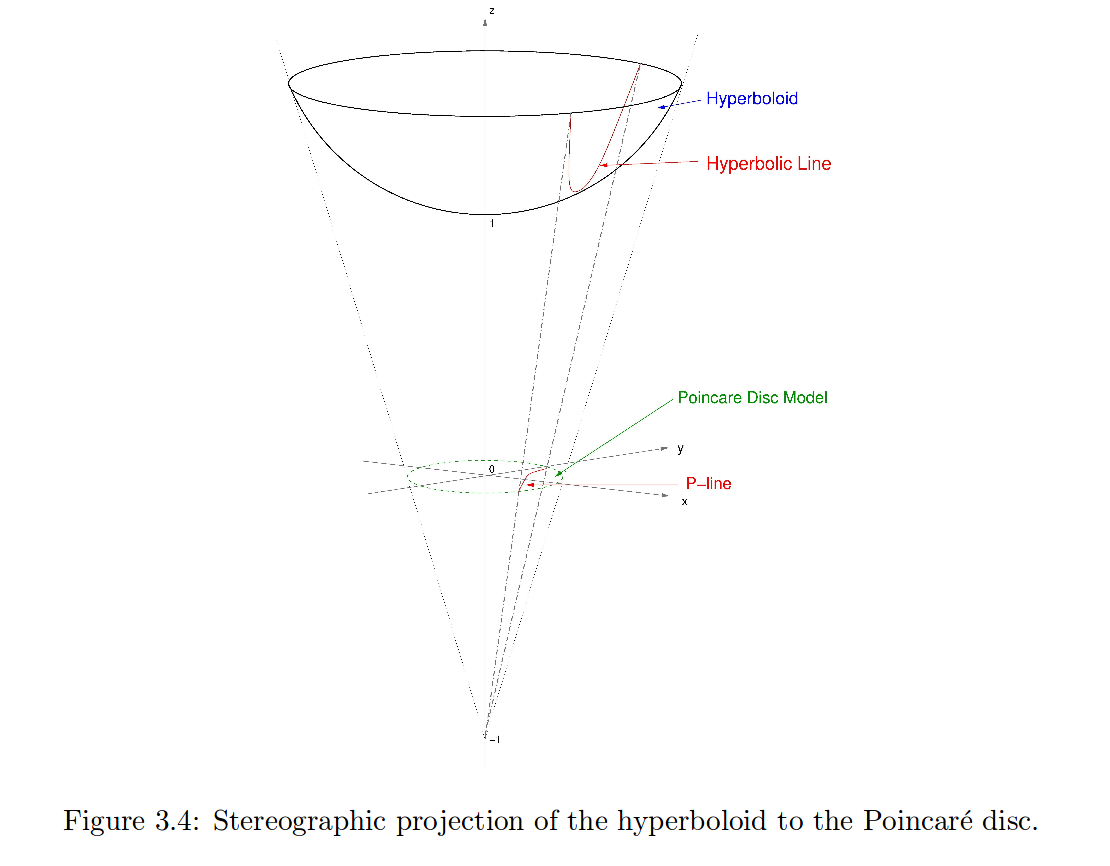 z
Hyperboloid
Hyperbolic Line
1
Poincare Disc Model
y
0
P–line
x
−1
Figure 3.4: Stereographic projection of the hyperboloid to the Poincaré disc.